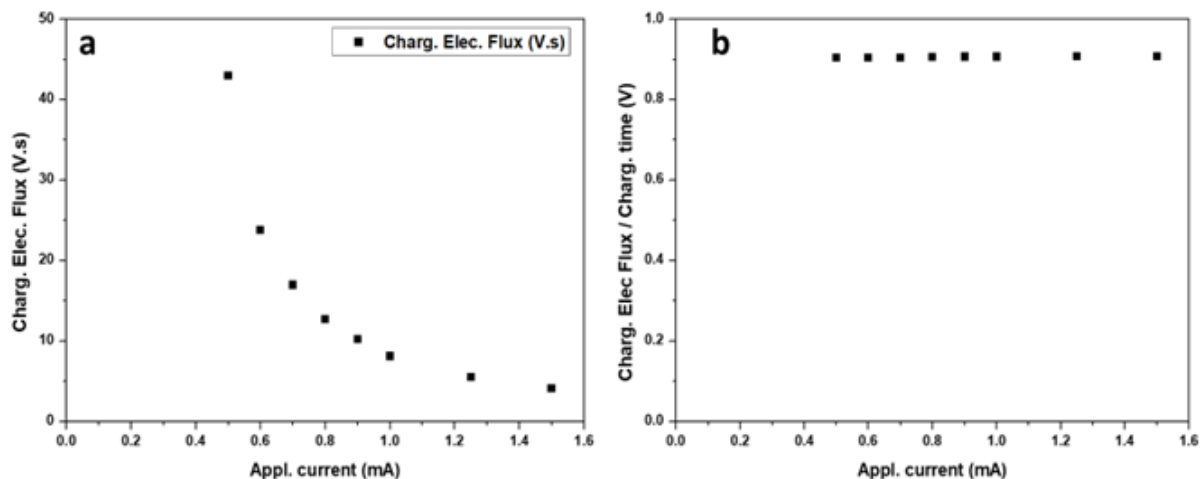 a
Charg. Elec. Flux (V.s)
Charg. Elec. Flux (V.s)
50
40
30
20
10
0
0.0 0.2 0.4 0.6 0.8 1.0 1.2 1.4 1.6
Appl. current (mA)
b
Charg. Elec Flux / Charg. time (V)
1.0
0.8
0.6
0.4
0.2
0.0
0.0 0.2 0.4 0.6 0.8 1.0 1.2 1.4 1.6
Appl. current (mA)